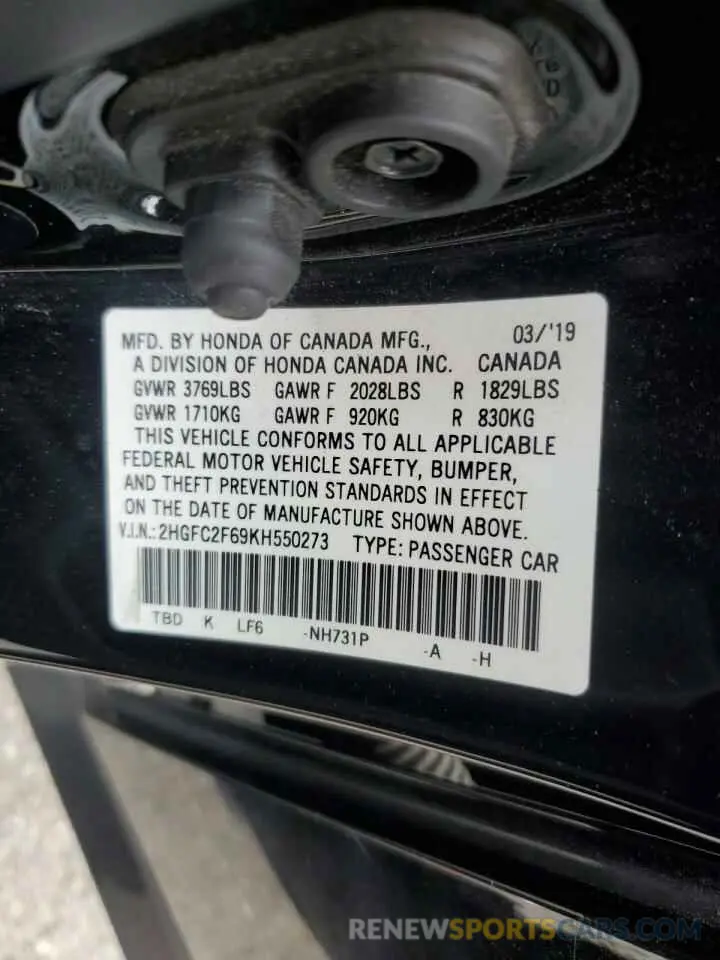 MFD. BY HONDA OF CANADA MFG., 03/'19
A DIVISION OF HONDA CANADA INC. CANADA
GVWR 3769LBS GAWR F 2028LBS R 1829LBS
GVWR 1710KG GAWR F 920KG R 830KG
THIS VEHICLE CONFORMS TO ALL APPLICABLE
FEDERAL MOTOR VEHICLE SAFETY, BUMPER,
AND THEFT PREVENTION STANDARDS IN EFFECT
ON THE DATE OF MANUFACTURE SHOWN ABOVE.
V.I.N.: 2HGFC2F69KH550273 TYPE: PASSENGER CAR
TBD K LF6 -NH731P -A -H
RENEWSPORTSCARS.COM